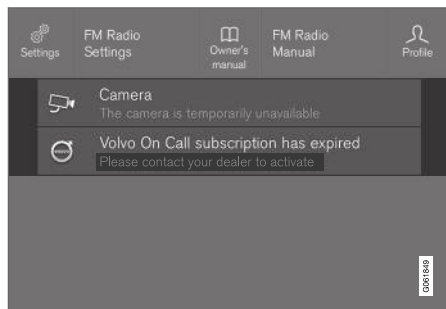 FM Radio
Settings
Settings
Owner's
manual
FM Radio
Manual
Profile
Camera
The camera is temporarily unavailable
Volvo On Call subscription has expired
Please contact your dealer to activate
G061849